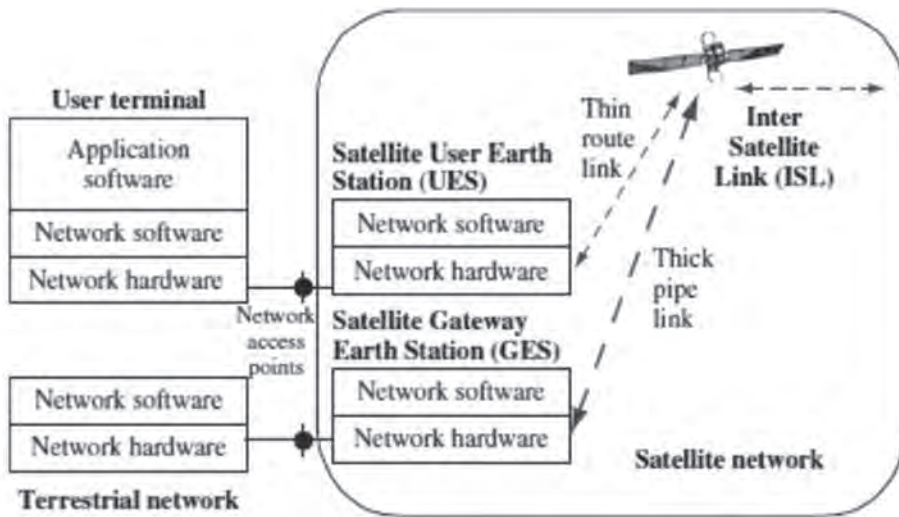 User terminal
Application
software
Network software
Network hardware
Network
access
points
Network software
Network hardware
Terrestrial network
Satellite User Earth
Station (UES)
Network software
Network hardware
Satellite Gateway
Earth Station (GES)
Network software
Network hardware
Thin
route
link
Thick
pipe
link
Inter
Satellite
Link (ISL)
Satellite network